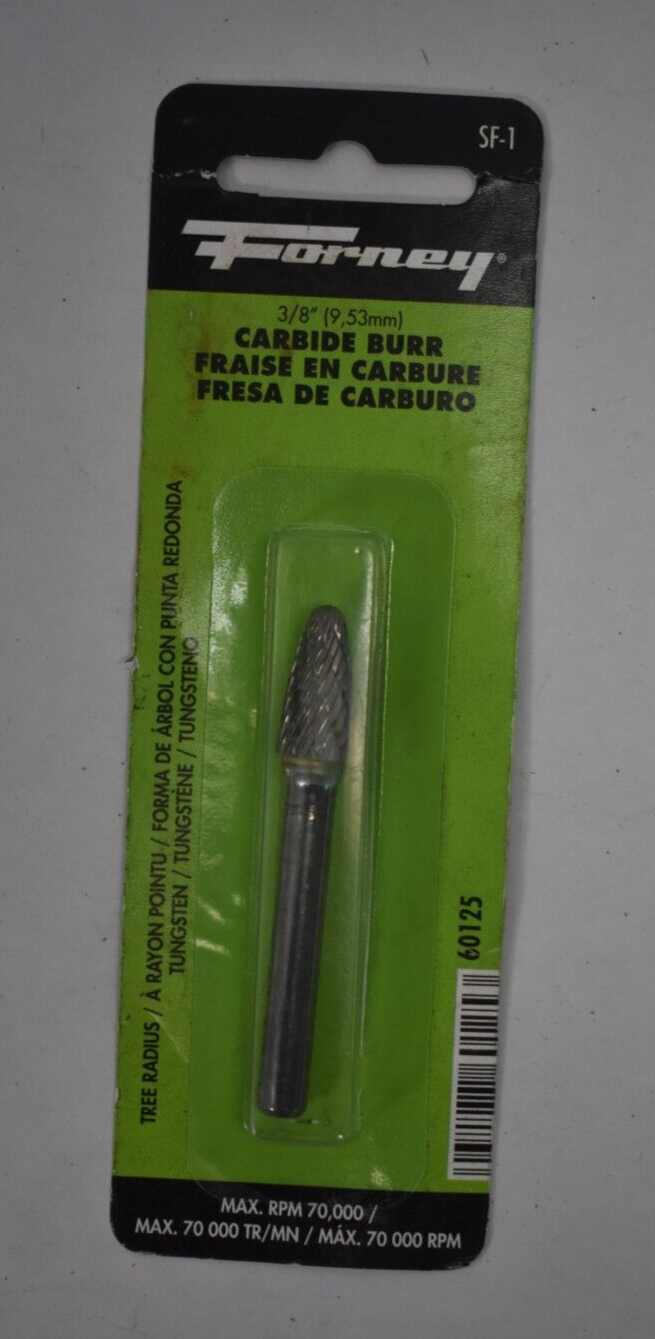 SF-1
Forney®
3/8" (9,53mm)
CARBIDE BURR
FRAISE EN CARBURE
FRESA DE CARBURO
TREE RADIUS / À RAYON POINTU / FORMA DE ÁRBOL CON PUNTA REDONDA
TUNGSTEN / TUNGSTÈNE / TUNGSTENO
60125
MAX. RPM 70,000 /
MAX. 70 000 TR/MN / MÁX. 70 000 RPM